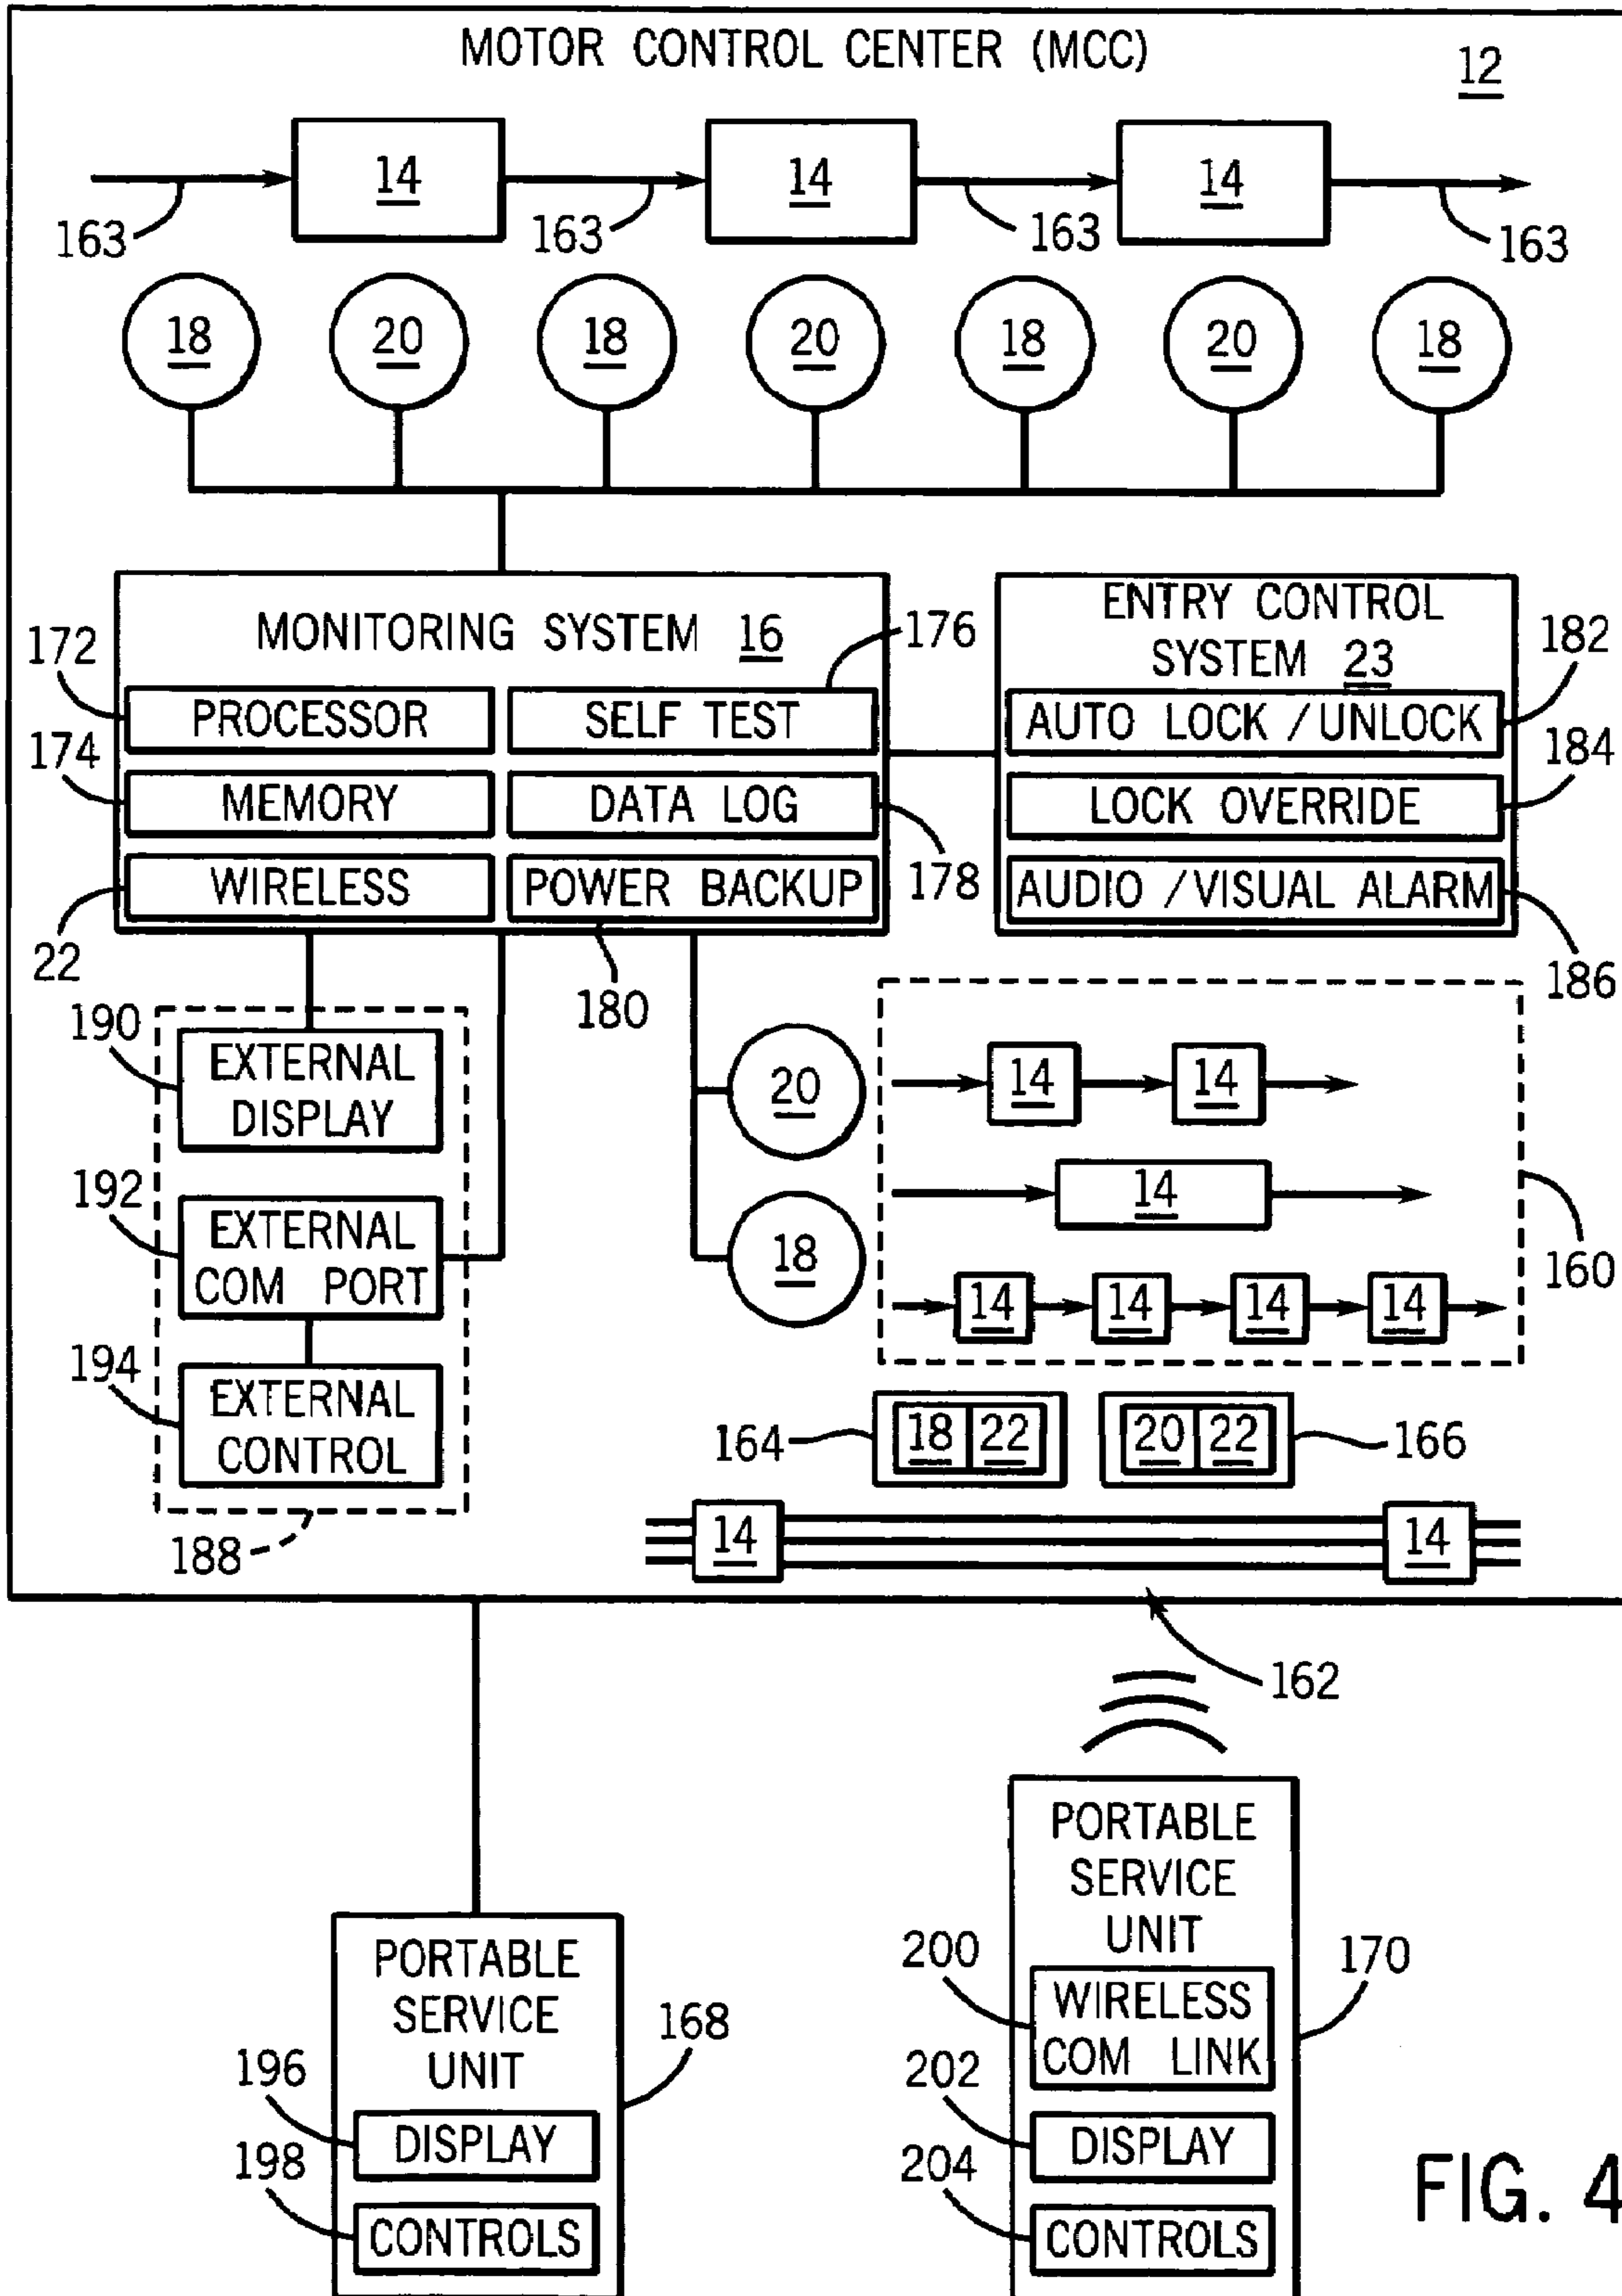 MOTOR CONTROL CENTER (MCC)
12
14 14 14
163 163 163 163
18 20 18 20 18 20 18
MONITORING SYSTEM 16
172 PROCESSOR
176 SELF TEST
174 MEMORY
DATA LOG 178
22 WIRELESS
POWER BACKUP 180
ENTRY CONTROL
SYSTEM 23
AUTO LOCK / UNLOCK 182
LOCK OVERRIDE 184
AUDIO / VISUAL ALARM 186
190
EXTERNAL
DISPLAY
192
EXTERNAL
COM PORT
194
EXTERNAL
CONTROL
188
20
18
14 14
14
14 14 14 14
160
164 18 22
20 22 166
14 14
162
PORTABLE
SERVICE
UNIT
168
196 DISPLAY
198 CONTROLS
PORTABLE
SERVICE
UNIT
170
200
WIRELESS
COM LINK
202 DISPLAY
204 CONTROLS
FIG. 4